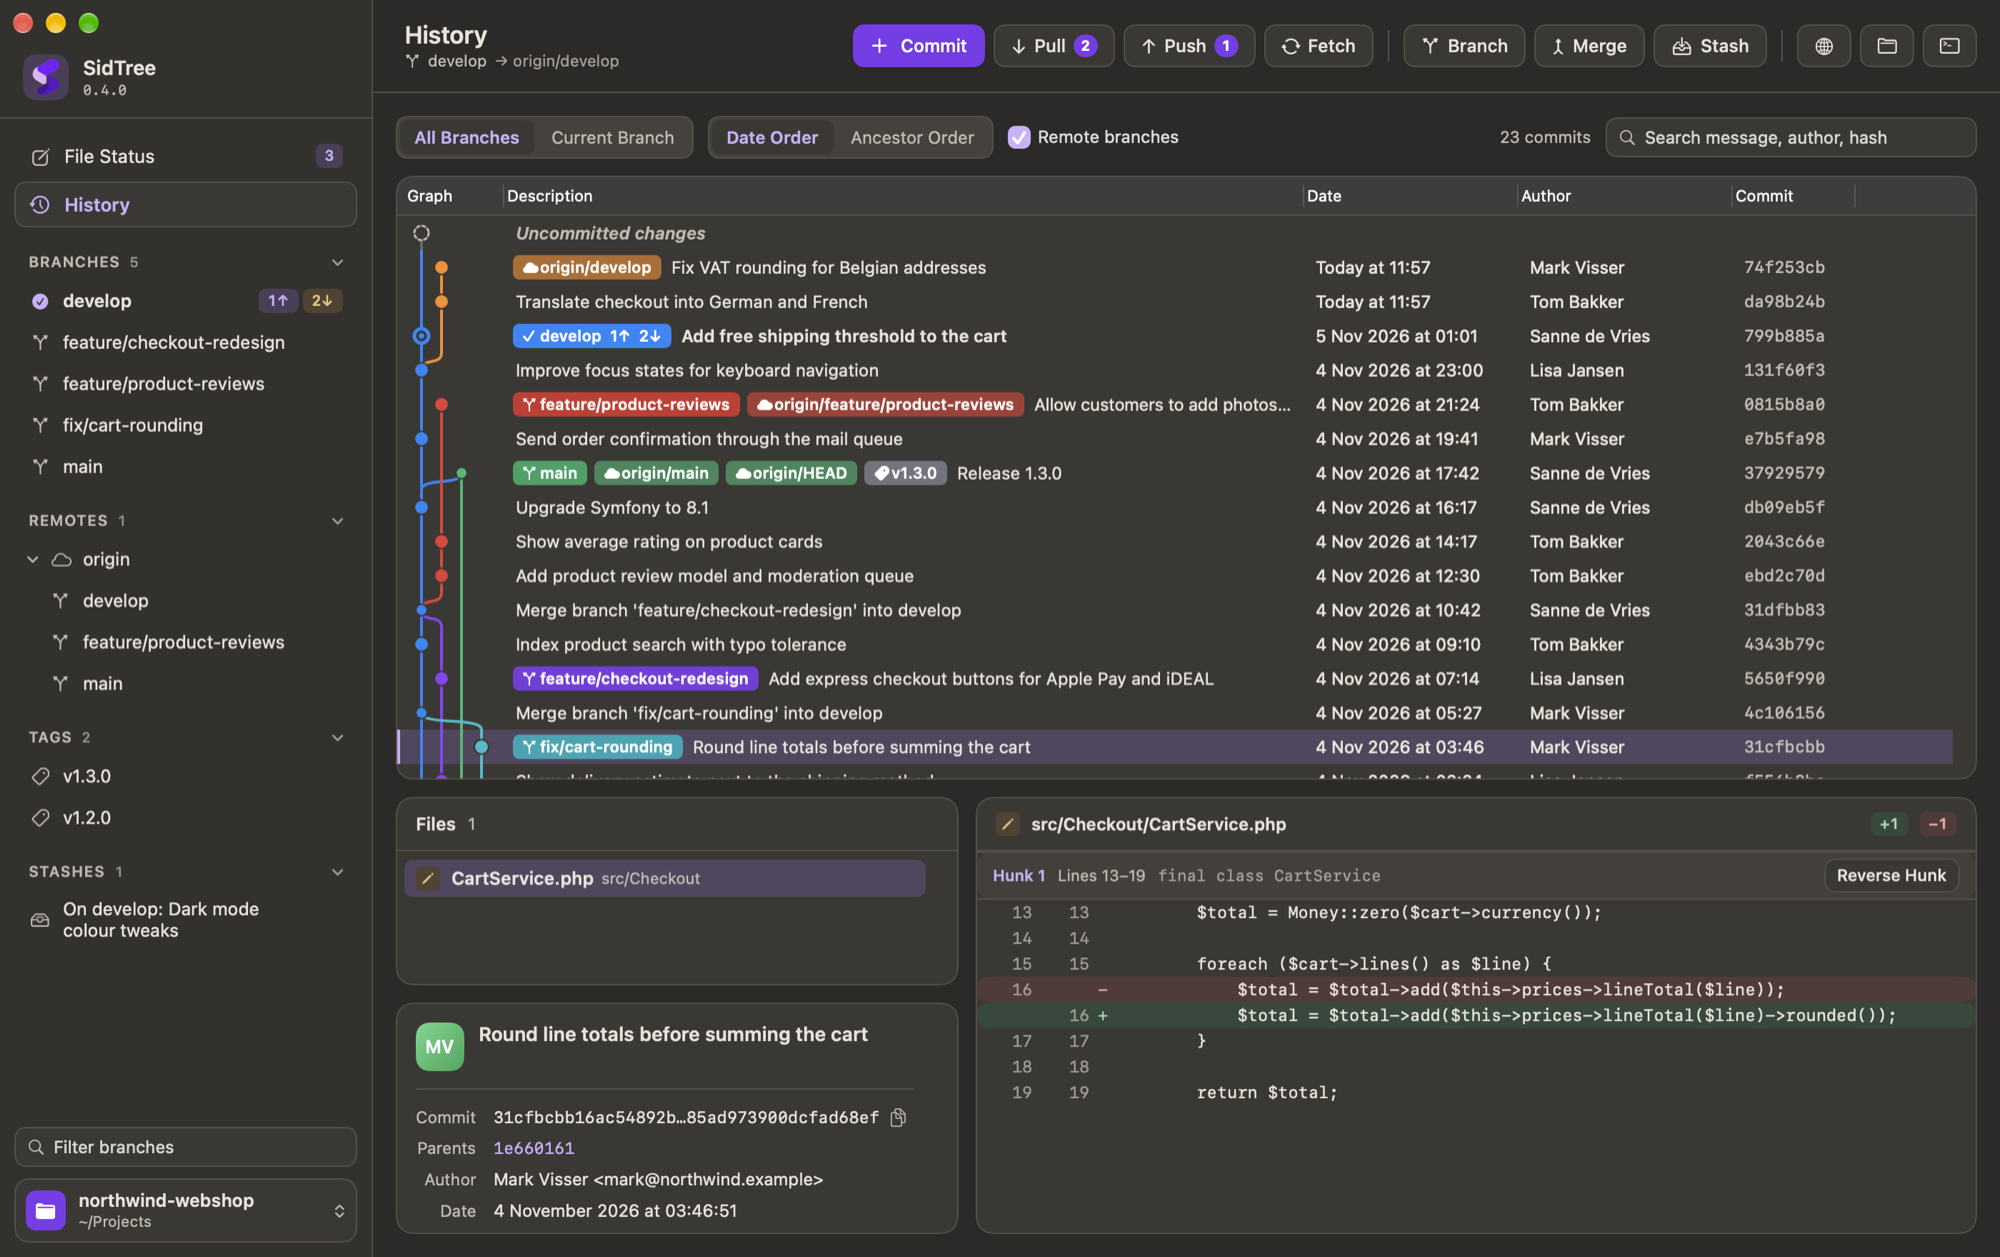 SidTree
0.4.0
File Status 3
History
BRANCHES 5
develop 1↑ 2↓
feature/checkout-redesign
feature/product-reviews
fix/cart-rounding
main
REMOTES 1
origin
develop
feature/product-reviews
main
TAGS 2
v1.3.0
v1.2.0
STASHES 1
On develop: Dark mode
colour tweaks
Filter branches
northwind-webshop
~/Projects
History
develop → origin/develop
+ Commit
↓ Pull 2
↑ Push 1
Fetch
Branch
Merge
Stash
All Branches Current Branch
Date Order Ancestor Order
Remote branches
23 commits
Search message, author, hash
Graph Description Date Author Commit
Uncommitted changes
origin/develop Fix VAT rounding for Belgian addresses Today at 11:57 Mark Visser 74f253cb
Translate checkout into German and French Today at 11:57 Tom Bakker da98b24b
✓ develop 1↑ 2↓ Add free shipping threshold to the cart 5 Nov 2026 at 01:01 Sanne de Vries 799b885a
Improve focus states for keyboard navigation 4 Nov 2026 at 23:00 Lisa Jansen 131f60f3
feature/product-reviews origin/feature/product-reviews Allow customers to add photos... 4 Nov 2026 at 21:24 Tom Bakker 0815b8a0
Send order confirmation through the mail queue 4 Nov 2026 at 19:41 Mark Visser e7b5fa98
main origin/main origin/HEAD v1.3.0 Release 1.3.0 4 Nov 2026 at 17:42 Sanne de Vries 37929579
Upgrade Symfony to 8.1 4 Nov 2026 at 16:17 Sanne de Vries db09eb5f
Show average rating on product cards 4 Nov 2026 at 14:17 Tom Bakker 2043c66e
Add product review model and moderation queue 4 Nov 2026 at 12:30 Tom Bakker ebd2c70d
Merge branch 'feature/checkout-redesign' into develop 4 Nov 2026 at 10:42 Sanne de Vries 31dfbb83
Index product search with typo tolerance 4 Nov 2026 at 09:10 Tom Bakker 4343b79c
feature/checkout-redesign Add express checkout buttons for Apple Pay and iDEAL 4 Nov 2026 at 07:14 Lisa Jansen 5650f990
Merge branch 'fix/cart-rounding' into develop 4 Nov 2026 at 05:27 Mark Visser 4c106156
fix/cart-rounding Round line totals before summing the cart 4 Nov 2026 at 03:46 Mark Visser 31cfbcbb
Files 1
CartService.php src/Checkout
MV
Round line totals before summing the cart
Commit 31cfbcbb16ac54892b…85ad973900dcfad68ef
Parents 1e660161
Author Mark Visser <mark@northwind.example>
Date 4 November 2026 at 03:46:51
src/Checkout/CartService.php +1 −1
Hunk 1 Lines 13–19 final class CartService Reverse Hunk
13 13 $total = Money::zero($cart->currency());
14 14
15 15 foreach ($cart->lines() as $line) {
16 − $total = $total->add($this->prices->lineTotal($line));
16 + $total = $total->add($this->prices->lineTotal($line)->rounded());
17 17 }
18 18
19 19 return $total;